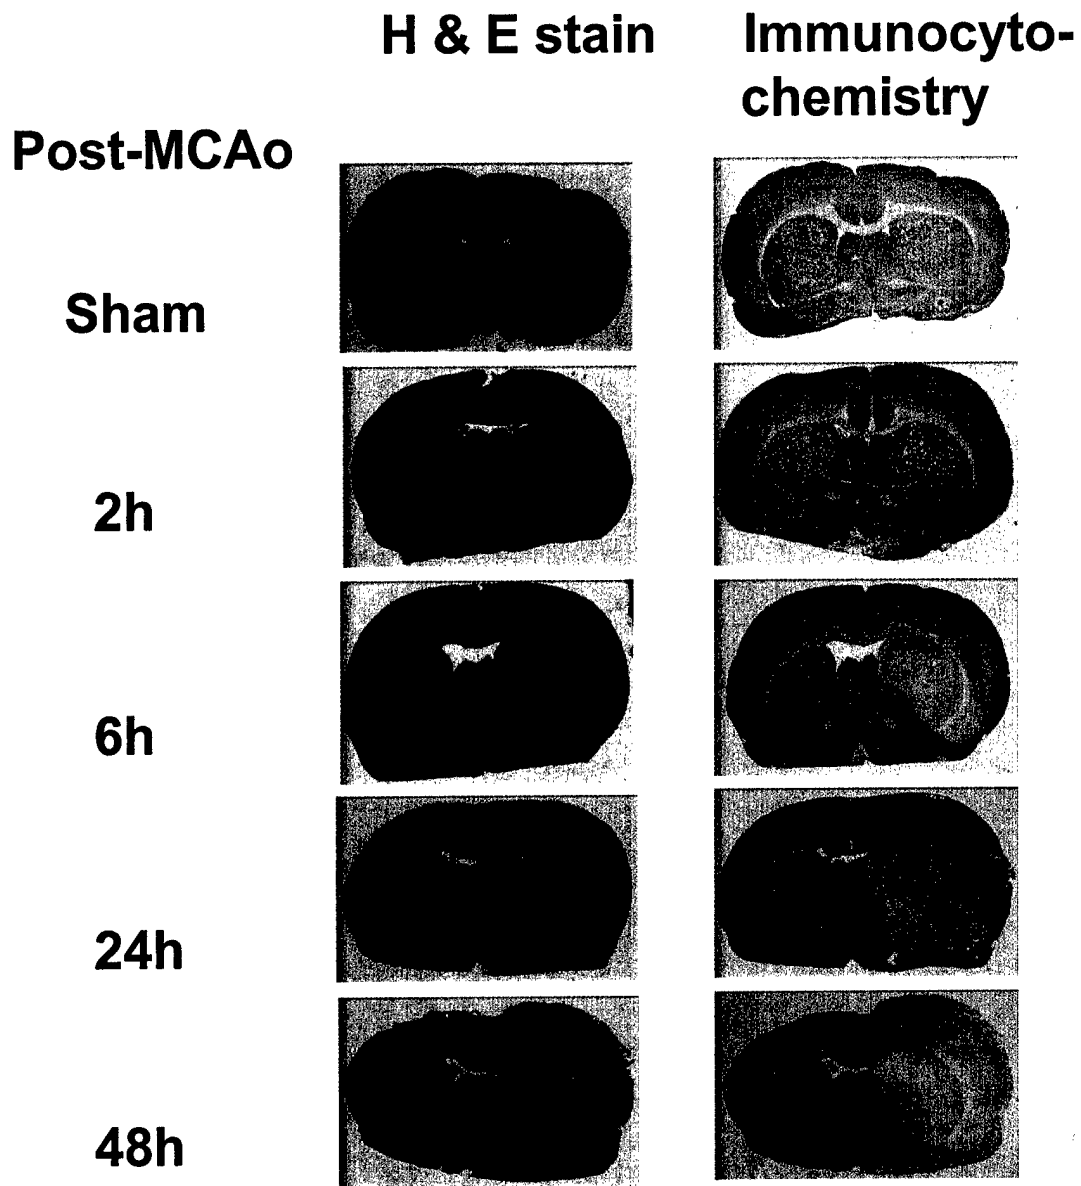 H & E stain
Immunocyto-
chemistry
Post-MCAo
Sham
2h
6h
24h
48h